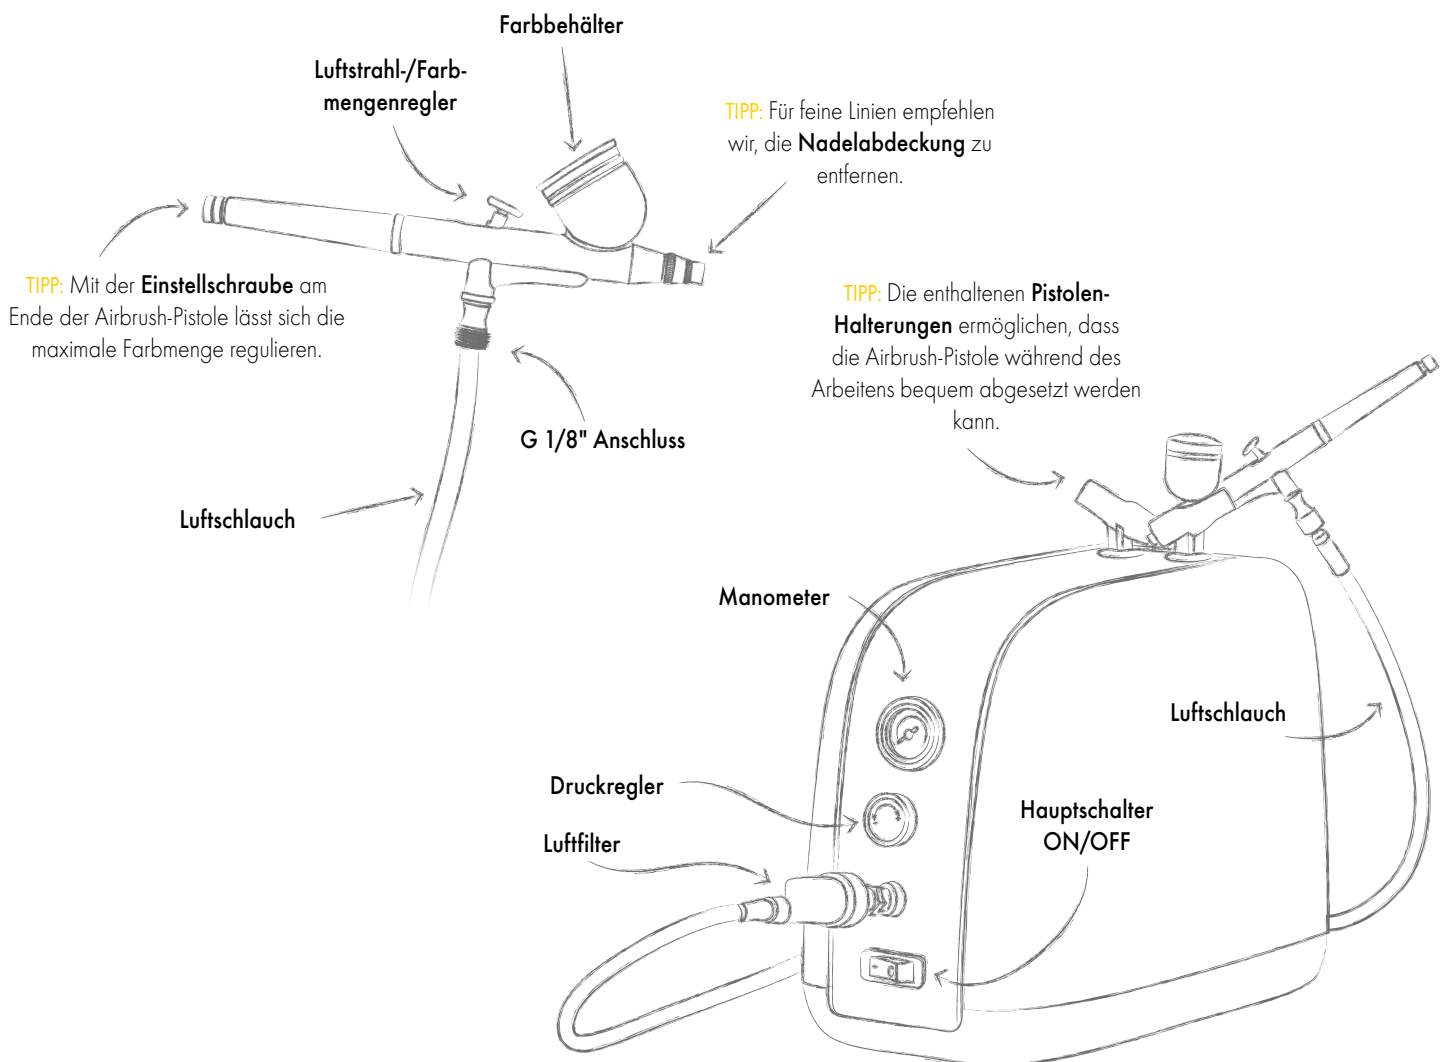 Farbbehälter
Luftstrahl-/Farb-
mengenregler
TIPP: Für feine Linien empfehlen
wir, die Nadelabdeckung zu
entfernen.
TIPP: Mit der Einstellschraube am
Ende der Airbrush-Pistole lässt sich die
maximale Farbmenge regulieren.
TIPP: Die enthaltenen Pistolen-
Halterungen ermöglichen, dass
die Airbrush-Pistole während des
Arbeitens bequem abgesetzt werden
kann.
G 1/8" Anschluss
Luftschlauch
Manometer
Luftschlauch
Druckregler
Hauptschalter
ON/OFF
Luftfilter